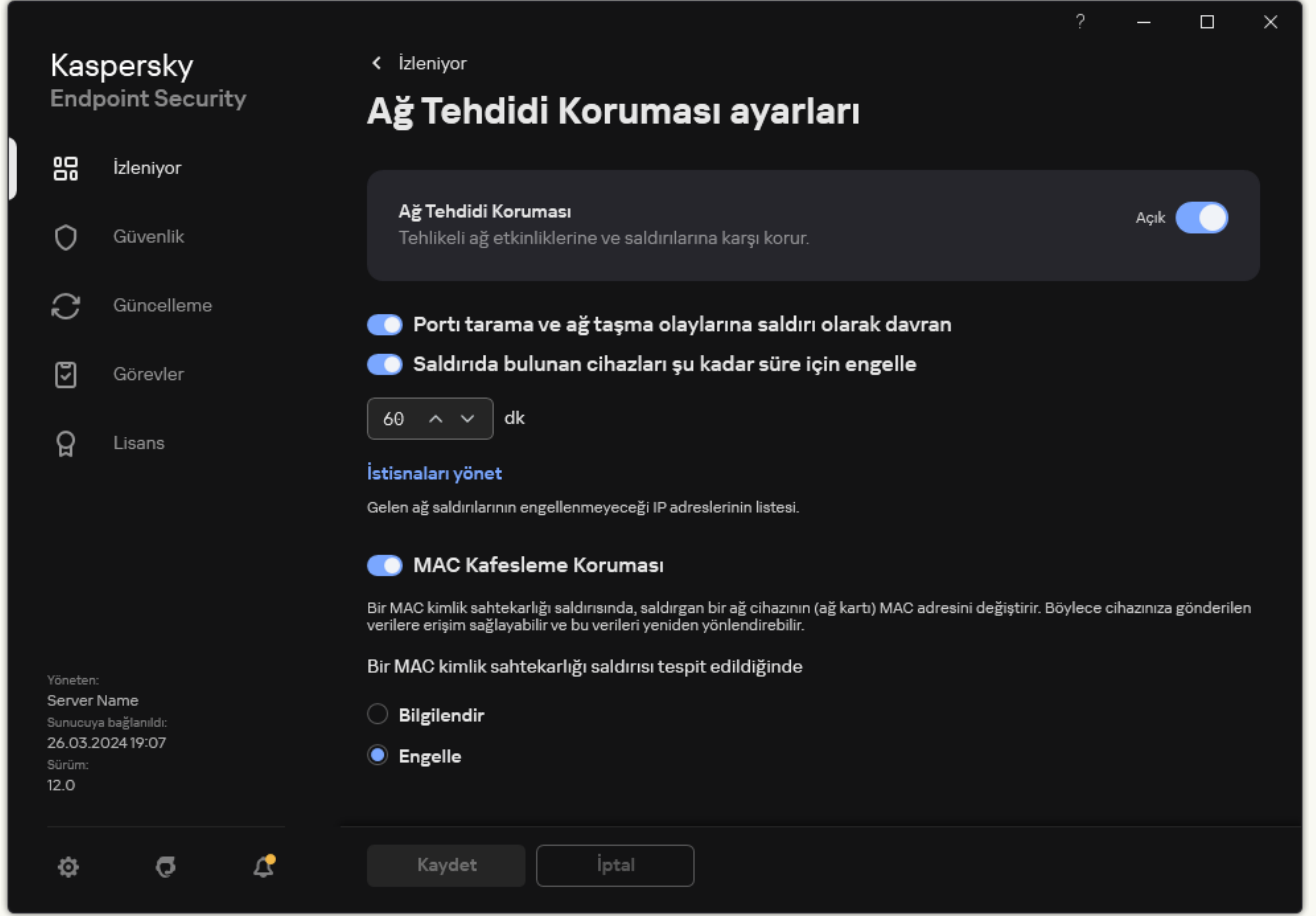 ?
Kaspersky
Endpoint Security
İzleniyor
Güvenlik
Güncelleme
Görevler
Lisans
Yöneten:
Server Name
Sunucuya bağlanıldı:
26.03.2024 19:07
Sürüm:
12.0
İzleniyor
Ağ Tehdidi Koruması ayarları
Ağ Tehdidi Koruması
Tehlikeli ağ etkinliklerine ve saldırılarına karşı korur.
Açık
Portı tarama ve ağ taşma olaylarına saldırı olarak davran
Saldırıda bulunan cihazları şu kadar süre için engelle
60 dk
İstisnaları yönet
Gelen ağ saldırılarının engellenmeyeceği IP adreslerinin listesi.
MAC Kafesleme Koruması
Bir MAC kimlik sahtekarlığı saldırısında, saldırgan bir ağ cihazının (ağ kartı) MAC adresini değiştirir. Böylece cihazınıza gönderilen
verilere erişim sağlayabilir ve bu verileri yeniden yönlendirebilir.
Bir MAC kimlik sahtekarlığı saldırısı tespit edildiğinde
Bilgilendir
Engelle
Kaydet
İptal